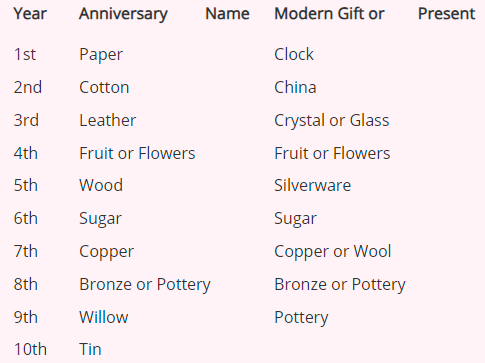 Year Anniversary Name Modern Gift or Present
1st Paper Clock
2nd Cotton China
3rd Leather Crystal or Glass
4th Fruit or Flowers Fruit or Flowers
5th Wood Silverware
6th Sugar Sugar
7th Copper Copper or Wool
8th Bronze or Pottery Bronze or Pottery
9th Willow Pottery
10th Tin